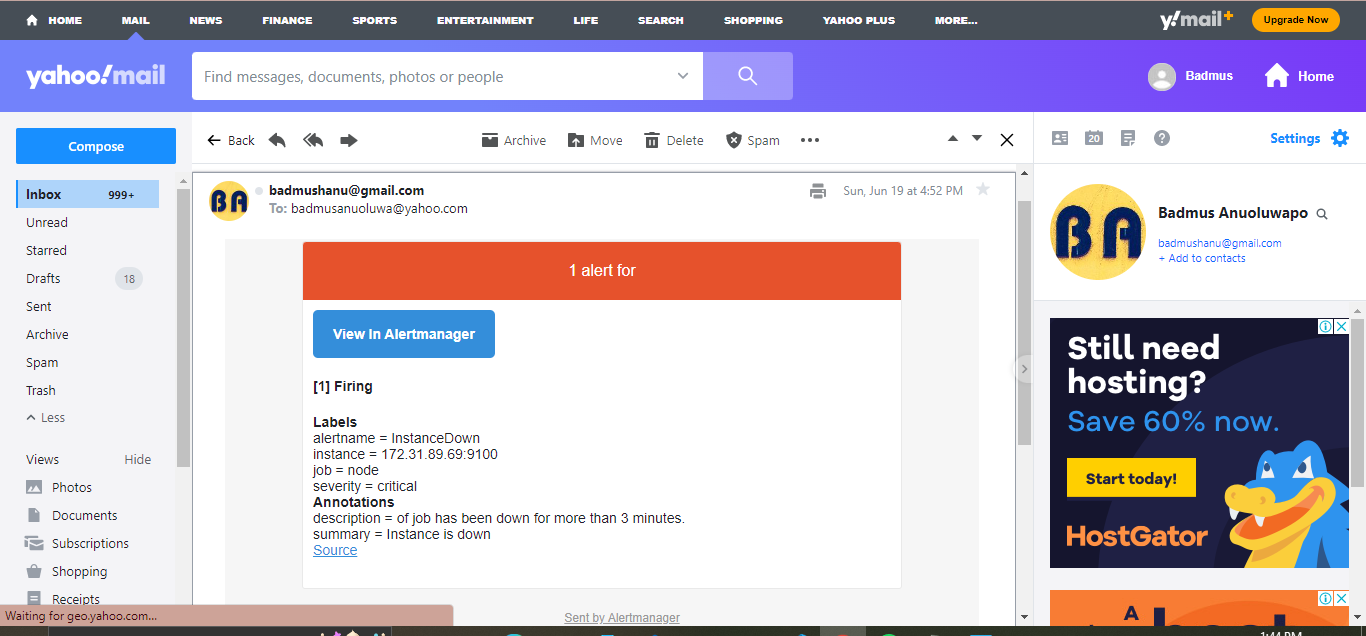 HOME MAIL NEWS FINANCE SPORTS ENTERTAINMENT LIFE SEARCH SHOPPING YAHOO PLUS MORE... y!mail+ Upgrade Now
yahoo!mail Find messages, documents, photos or people Badmus Home
Compose Back Archive Move Delete Spam 20 Settings
Inbox 999+
Unread
Starred
Drafts 18
Sent
Archive
Spam
Trash
Less
Views Hide
Photos
Documents
Subscriptions
Shopping
Receipts
Waiting for geo.yahoo.com...
BA
badmushanu@gmail.com Sun, Jun 19 at 4:52 PM
To: badmusanuoluwa@yahoo.com
1 alert for
View In Alertmanager
[1] Firing
Labels
alertname = InstanceDown
instance = 172.31.89.69:9100
job = node
severity = critical
Annotations
description = of job has been down for more than 3 minutes.
summary = Instance is down
Source
Sent by Alertmanager
BA
Badmus Anuoluwapo
badmushanu@gmail.com
+ Add to contacts
Still need
hosting?
Save 60% now.
Start today!
HostGator
A